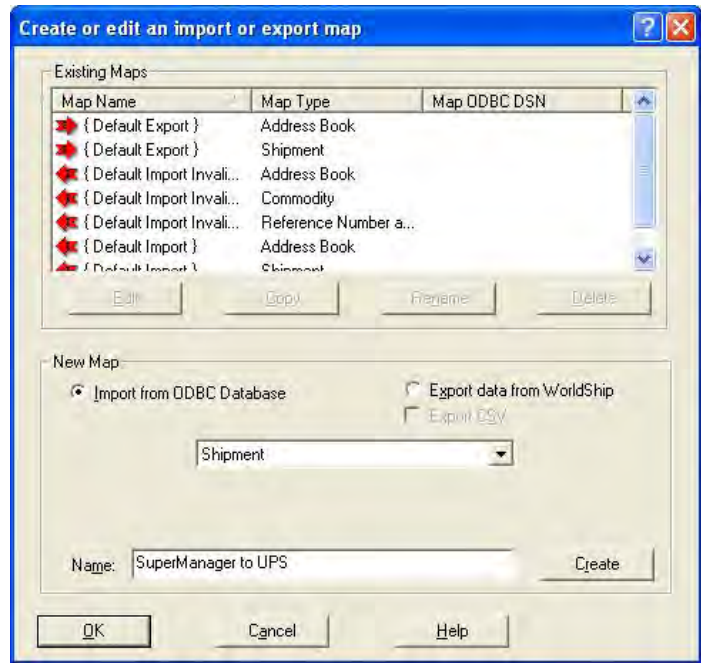 Create or edit an import or export map
Existing Maps
Map Name Map Type Map ODBC DSN
{ Default Export } Address Book
{ Default Export } Shipment
{ Default Import Invali... Address Book
{ Default Import Invali... Commodity
{ Default Import Invali... Reference Number a...
{ Default Import } Address Book
{ Default Import } Shipment
Edit Copy Rename Delete
New Map
Import from ODBC Database Export data from WorldShip
Export CSV
Shipment
Name: SuperManager to UPS Create
OK Cancel Help